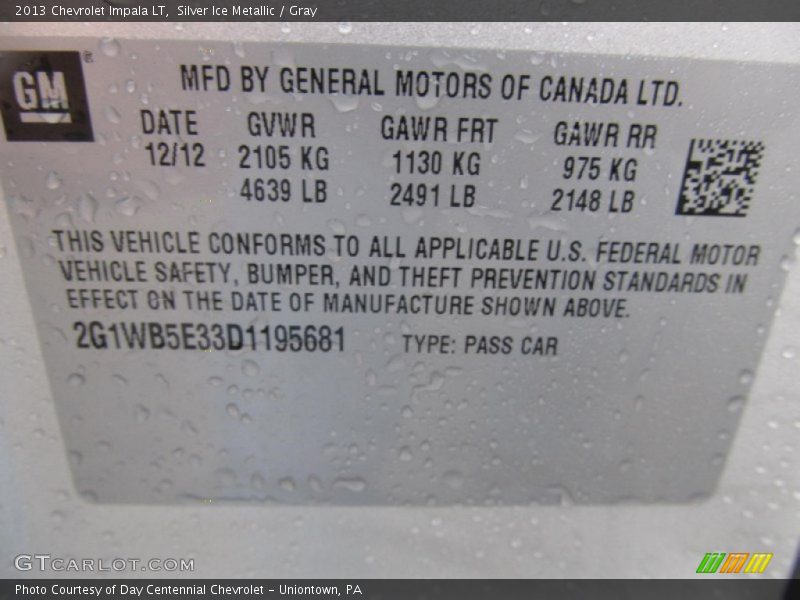 2013 Chevrolet Impala LT, Silver Ice Metallic / Gray
GM
MFD BY GENERAL MOTORS OF CANADA LTD.
DATE GVWR GAWR FRT GAWR RR
12/12 2105 KG 1130 KG 975 KG
4639 LB 2491 LB 2148 LB
THIS VEHICLE CONFORMS TO ALL APPLICABLE U.S. FEDERAL MOTOR
VEHICLE SAFETY, BUMPER, AND THEFT PREVENTION STANDARDS IN
EFFECT ON THE DATE OF MANUFACTURE SHOWN ABOVE.
2G1WB5E33D1195681 TYPE: PASS CAR
GTCARLOT.COM
Photo Courtesy of Day Centennial Chevrolet - Uniontown, PA